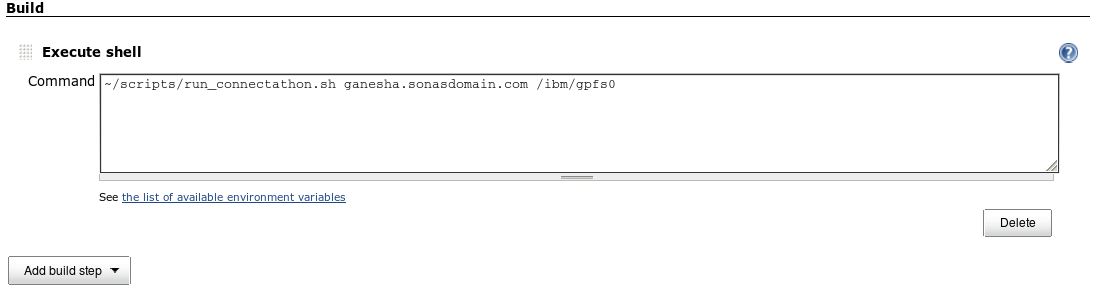 Build
Execute shell
Command
~/scripts/run_connectathon.sh ganesha.sonasdomain.com /ibm/gpfs0
See the list of available environment variables
Delete
Add build step